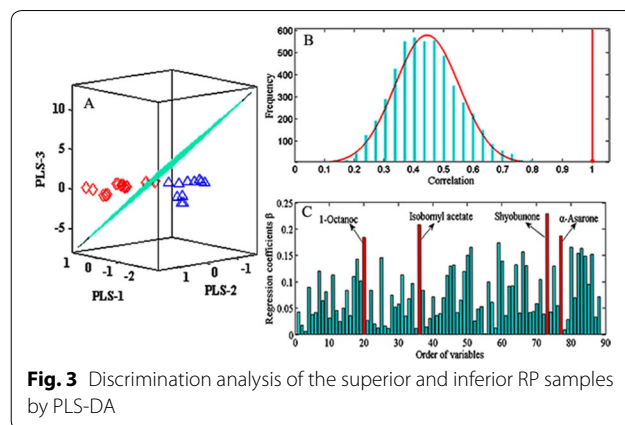 A
PLS-3
10
5
0
-5
1 0 -1 -2
PLS-1
1 0 -1
PLS-2
B
Frequency
600
500
400
300
200
100
0 0.1 0.2 0.3 0.4 0.5 0.6 0.7 0.8 0.9 1
Correlation
C
Regression coefficients β
0.25
0.2
0.15
0.1
0.05
0
1-Octanoc
Isobomyl acetate
Shyobunone
α-Asarone
0 10 20 30 40 50 60 70 80 90
Order of variables
Fig. 3 Discrimination analysis of the superior and inferior RP samples
by PLS-DA